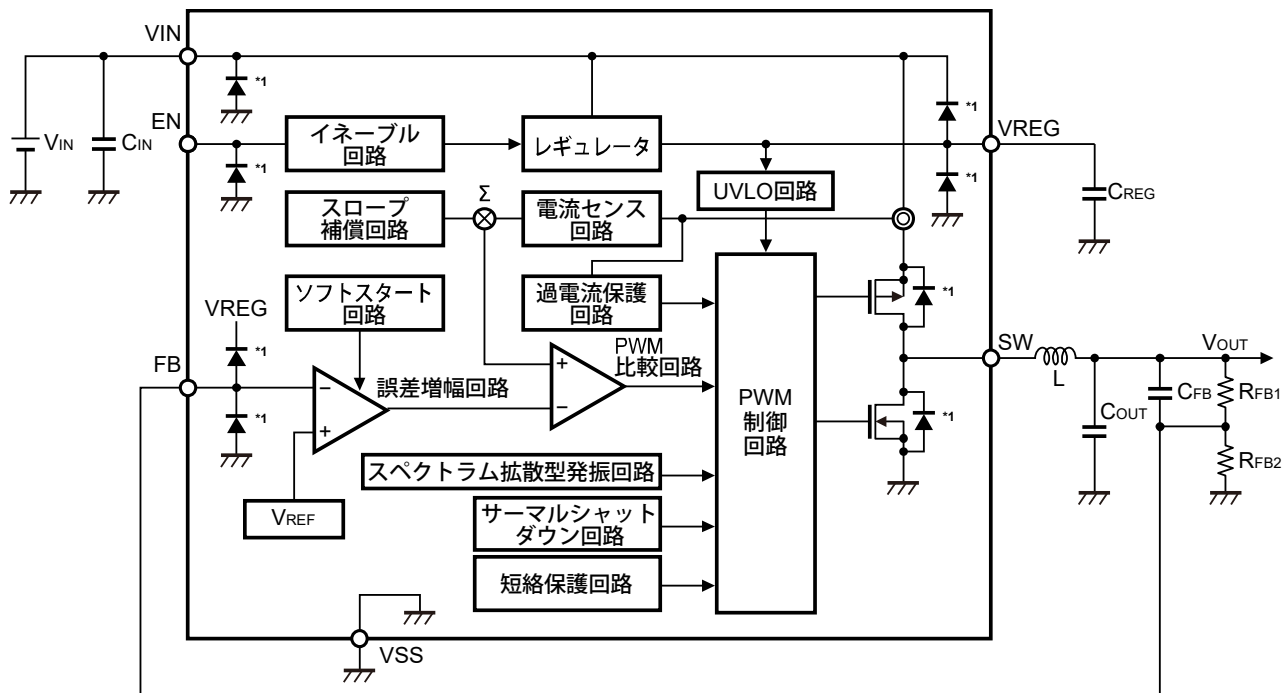 VIN
*1
*1
EN
イネーブル
回路
レギュレータ
*1
VREG
VIN
CIN
*1
*1
UVLO回路
CREG
スロープ
補償回路
Σ
電流センス
回路
ソフトスタート
回路
過電流保護
回路
*1
VREG
*1
FB
*1
誤差増幅回路
PWM
比較回路
PWM
制御
回路
SW
L
VOUT
*1
COUT
CFB
RFB1
RFB2
VREF
スペクトラム拡散型発振回路
サーマルシャット
ダウン回路
短絡保護回路
VSS